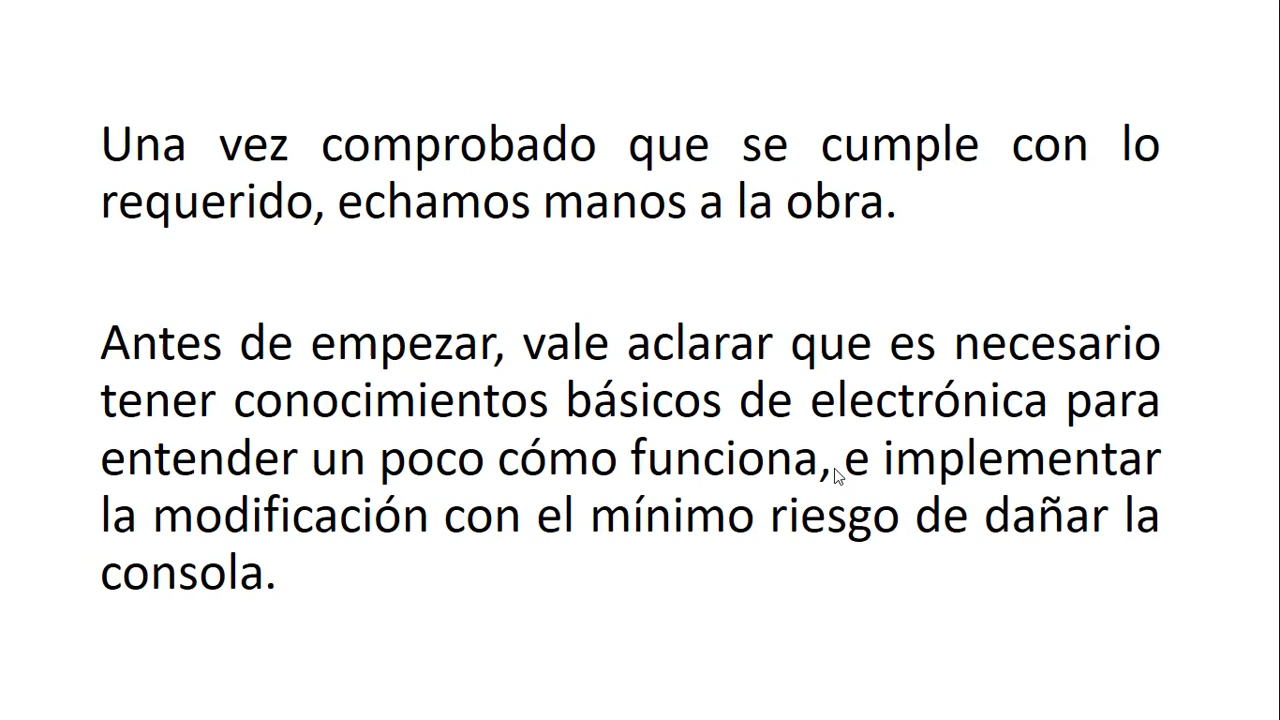 Una vez comprobado que se cumple con lo
requerido, echamos manos a la obra.
Antes de empezar, vale aclarar que es necesario
tener conocimientos básicos de electrónica para
entender un poco cómo funciona, e implementar
la modificación con el mínimo riesgo de dañar la
consola.